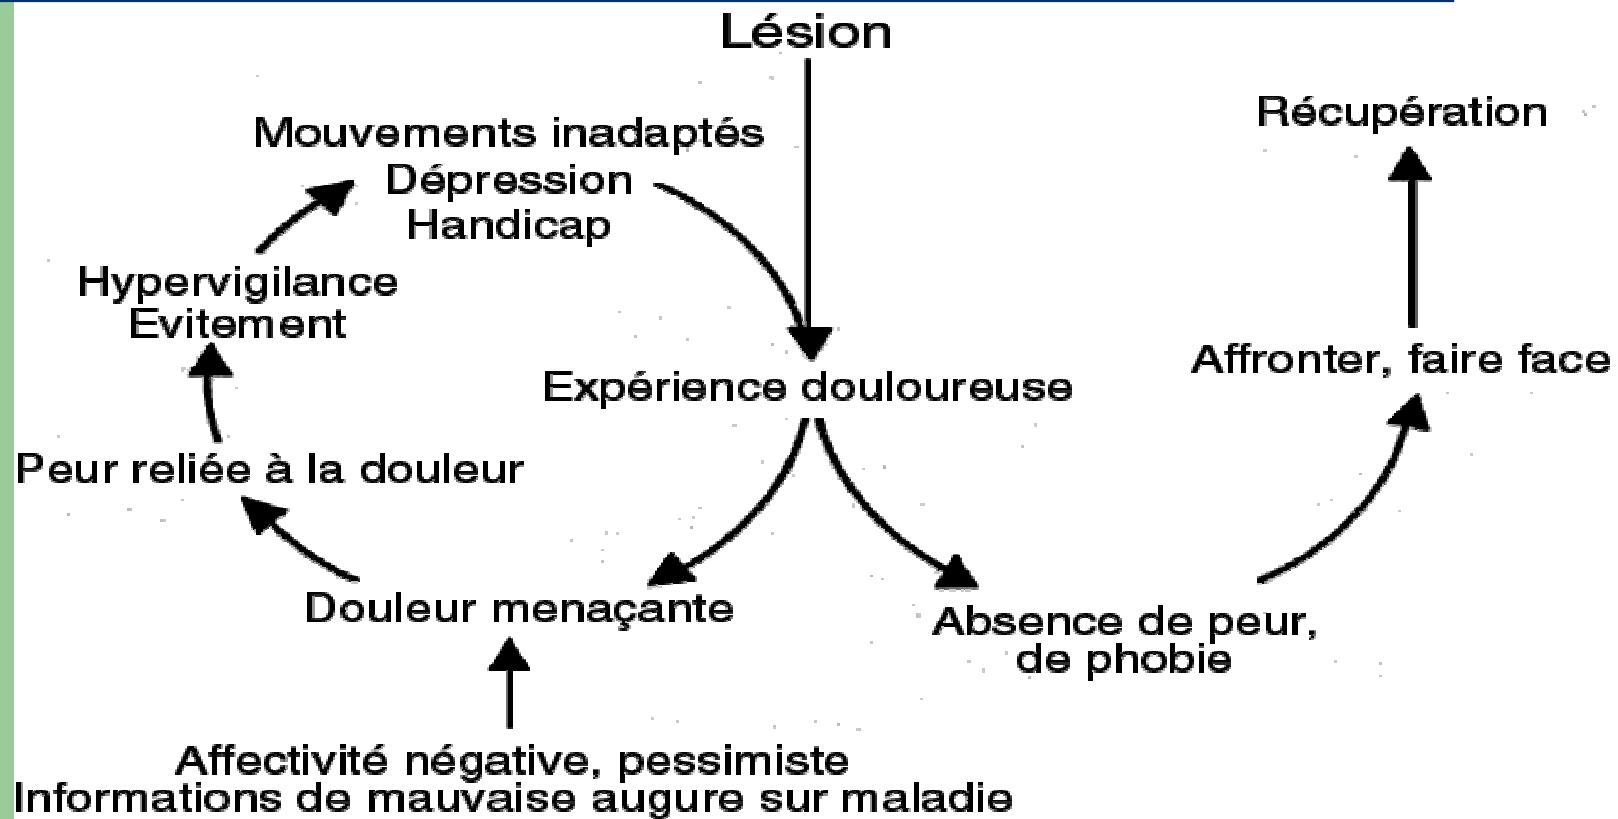 Lésion
Récupération
Mouvements inadaptés
Dépression
Handicap
Hypervigilance
Evitement
Affronter, faire face
Expérience douloureuse
Peur reliée à la douleur
Douleur menaçante
Absence de peur,
de phobie
Affectivité négative, pessimiste
Informations de mauvaise augure sur maladie